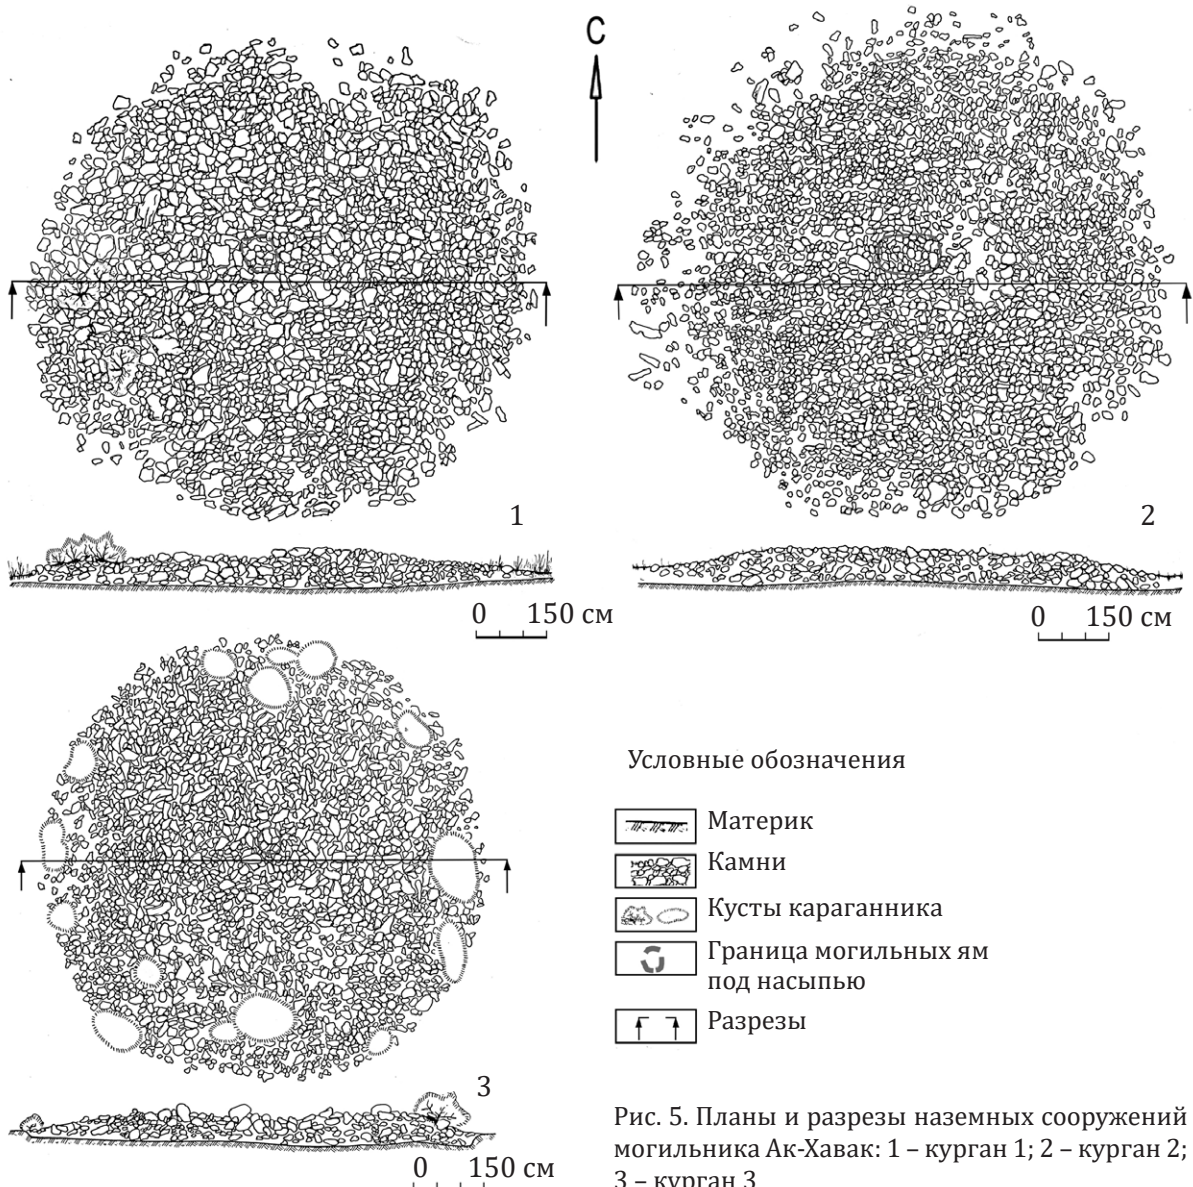 С
1
2
0 150 см
0 150 см
Условные обозначения
Материк
Камни
Кусты караганника
Граница могильных ям
под насыпью
Разрезы
3
0 150 см
Рис. 5. Планы и разрезы наземных сооружений
могильника Ак-Хавак: 1 – курган 1; 2 – курган 2;
3 – курган 3